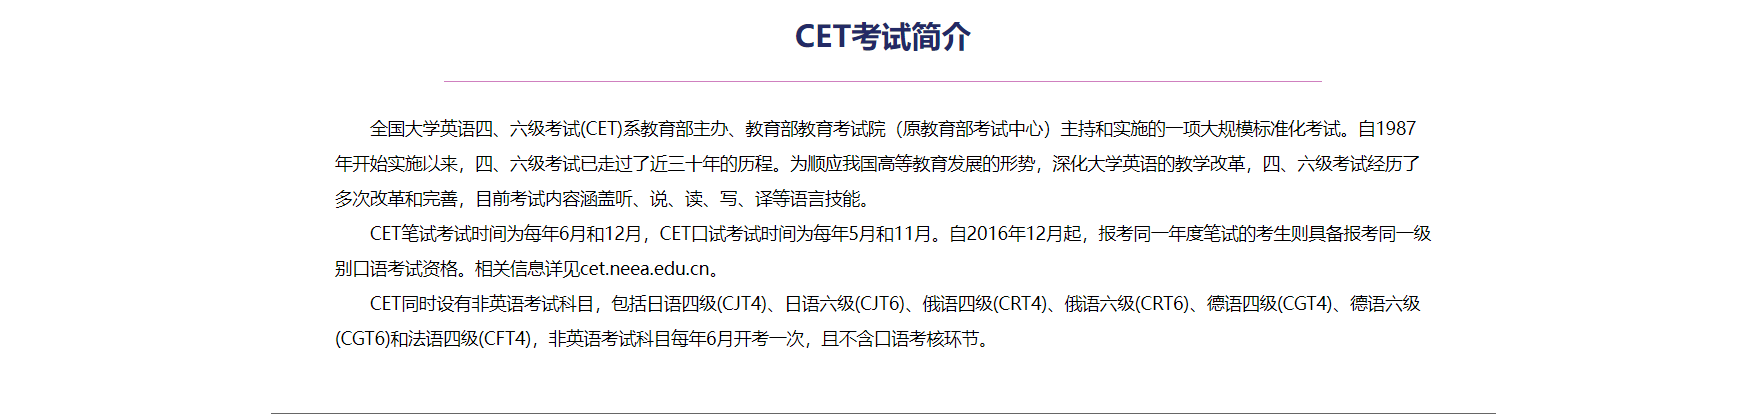 CET考试简介
全国大学英语四、六级考试(CET)系教育部主办、教育部教育考试院（原教育部考试中心）主持和实施的一项大规模标准化考试。自1987
年开始实施以来，四、六级考试已走过了近三十年的历程。为顺应我国高等教育发展的形势，深化大学英语的教学改革，四、六级考试经历了
多次改革和完善，目前考试内容涵盖听、说、读、写、译等语言技能。
CET笔试考试时间为每年6月和12月，CET口试考试时间为每年5月和11月。自2016年12月起，报考同一年度笔试的考生则具备报考同一级
别口语考试资格。相关信息详见cet.neea.edu.cn。
CET同时设有非英语考试科目，包括日语四级(CJT4)、日语六级(CJT6)、俄语四级(CRT4)、俄语六级(CRT6)、德语四级(CGT4)、德语六级
(CGT6)和法语四级(CFT4)，非英语考试科目每年6月开考一次，且不含口语考核环节。